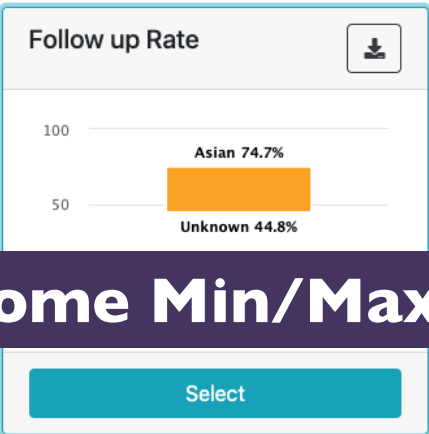 Follow up Rate
100
Asian 74.7%
50
Unknown 44.8%
ome Min/Max
Select